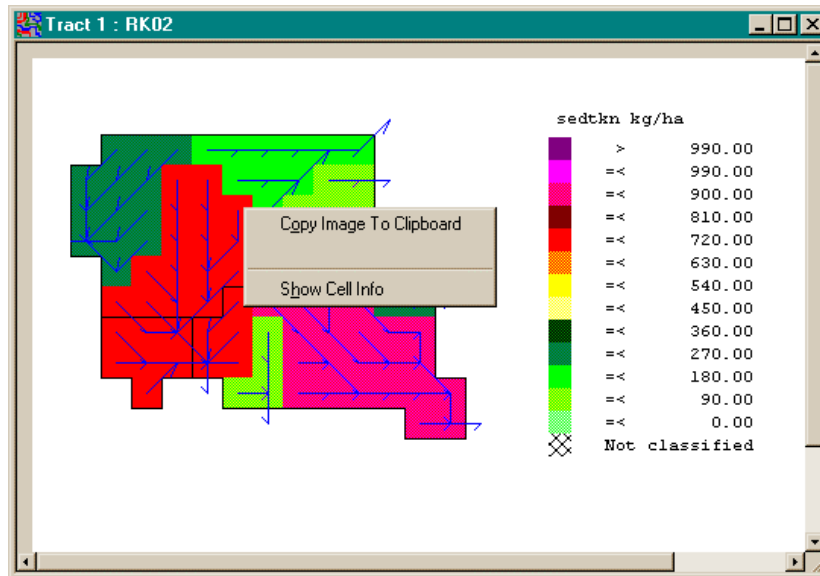 Tract 1 : RK02
sedtkn kg/ha
> 990.00
=< 990.00
=< 900.00
=< 810.00
=< 720.00
=< 630.00
=< 540.00
=< 450.00
=< 360.00
=< 270.00
=< 180.00
=< 90.00
=< 0.00
Not classified
Copy Image To Clipboard
Show Cell Info